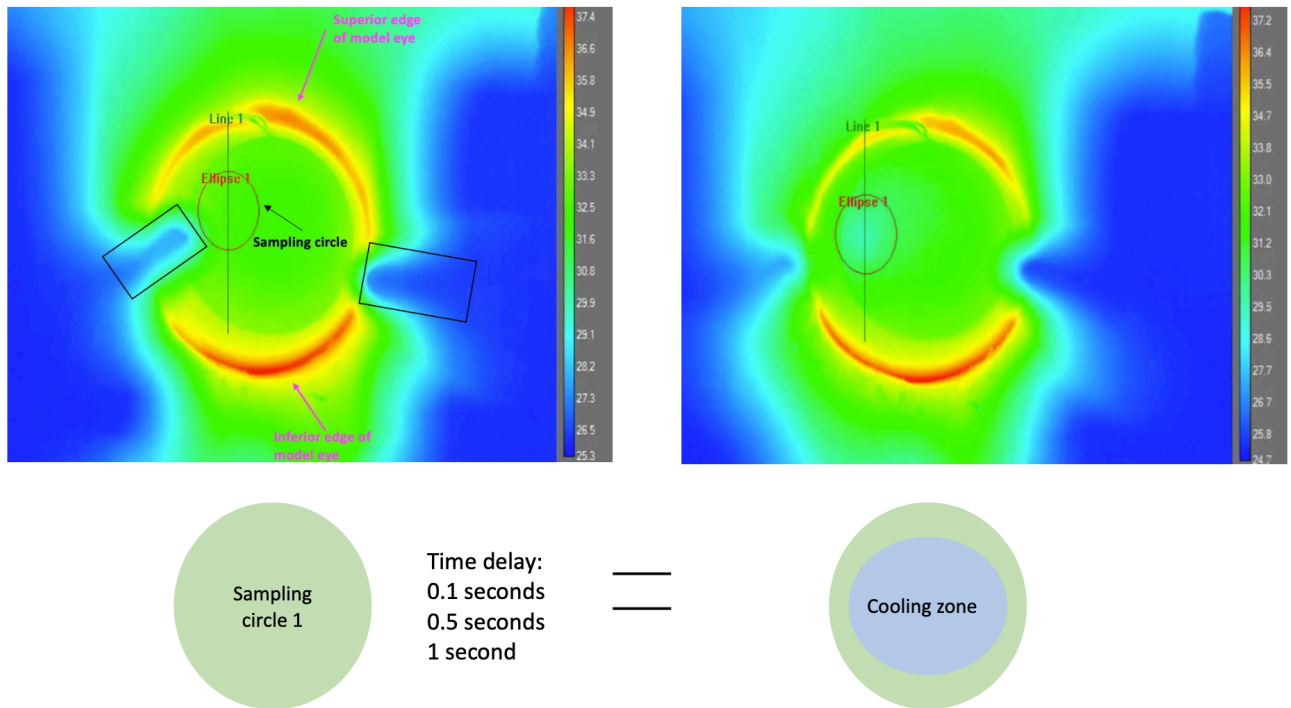 Superior edge
of model eye
Line 1
Ellipse 1
Sampling circle
Inferior edge of
model eye
37.4
36.6
35.8
34.9
34.1
33.3
32.5
31.6
30.8
29.9
29.1
28.2
27.3
26.5
25.3
Line 1
Ellipse 1
37.2
36.4
35.5
34.7
33.8
33.0
32.1
31.2
30.3
29.5
28.6
27.6
26.7
25.8
24.7
Sampling
circle 1
Time delay:
0.1 seconds
0.5 seconds
1 second
Cooling zone